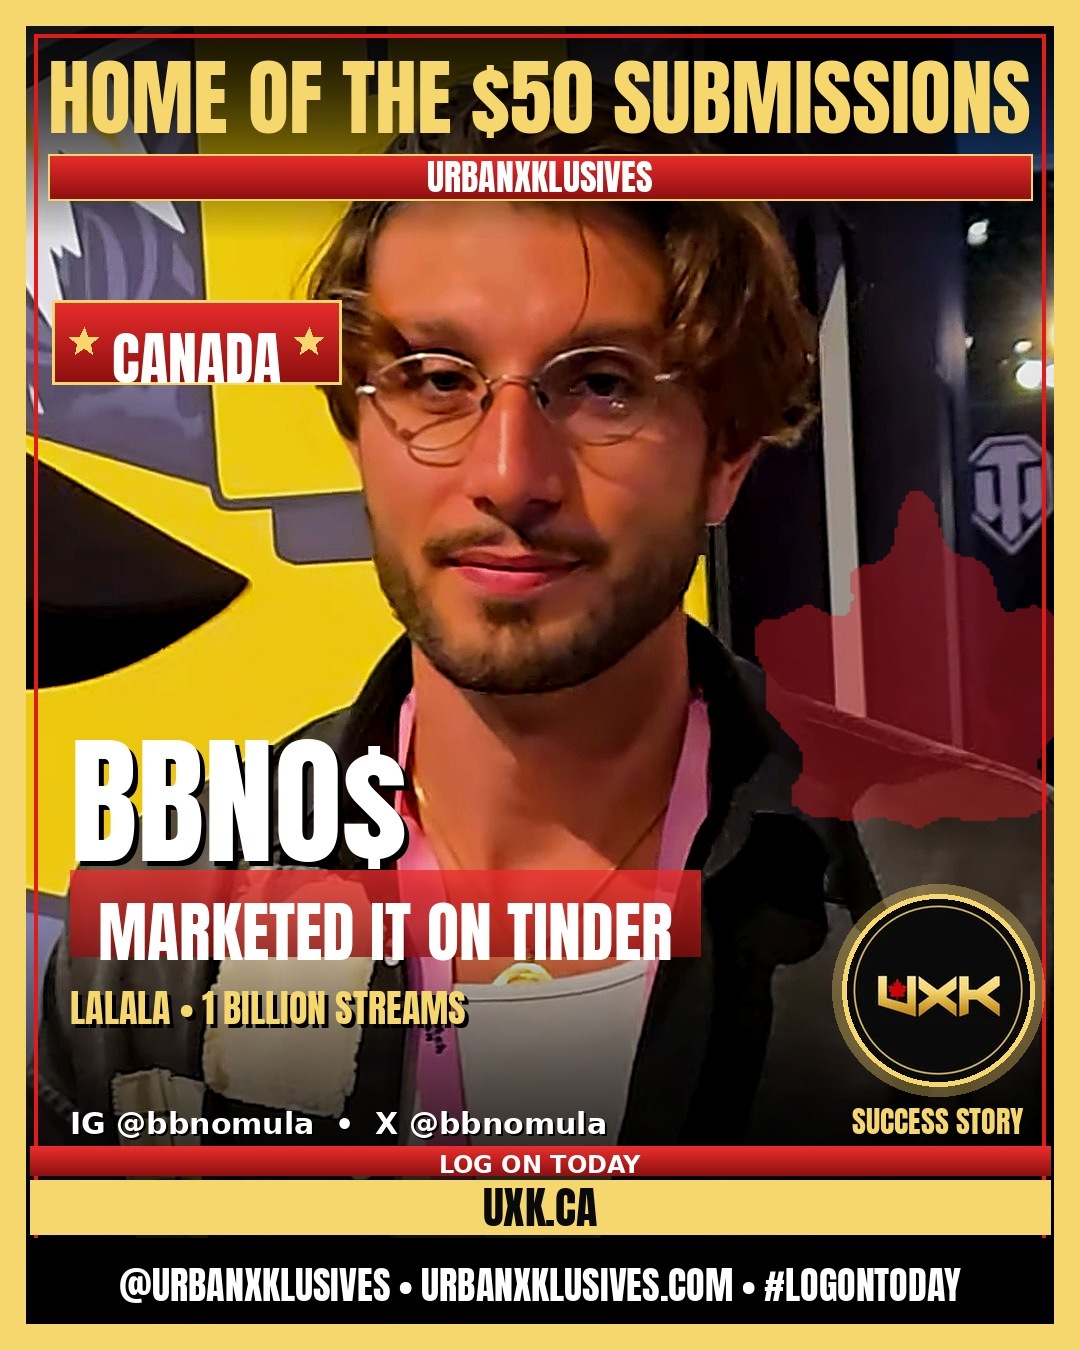 HOME OF THE $50 SUBMISSIONS
URBANXKLUSIVES
CANADA
BBNO$
MARKETED IT ON TINDER
LALALA • 1 BILLION STREAMS
UXK
SUCCESS STORY
IG @bbnomula • X @bbnomula
LOG ON TODAY
UXK.CA
@URBANXKLUSIVES • URBANXKLUSIVES.COM • #LOGONTODAY